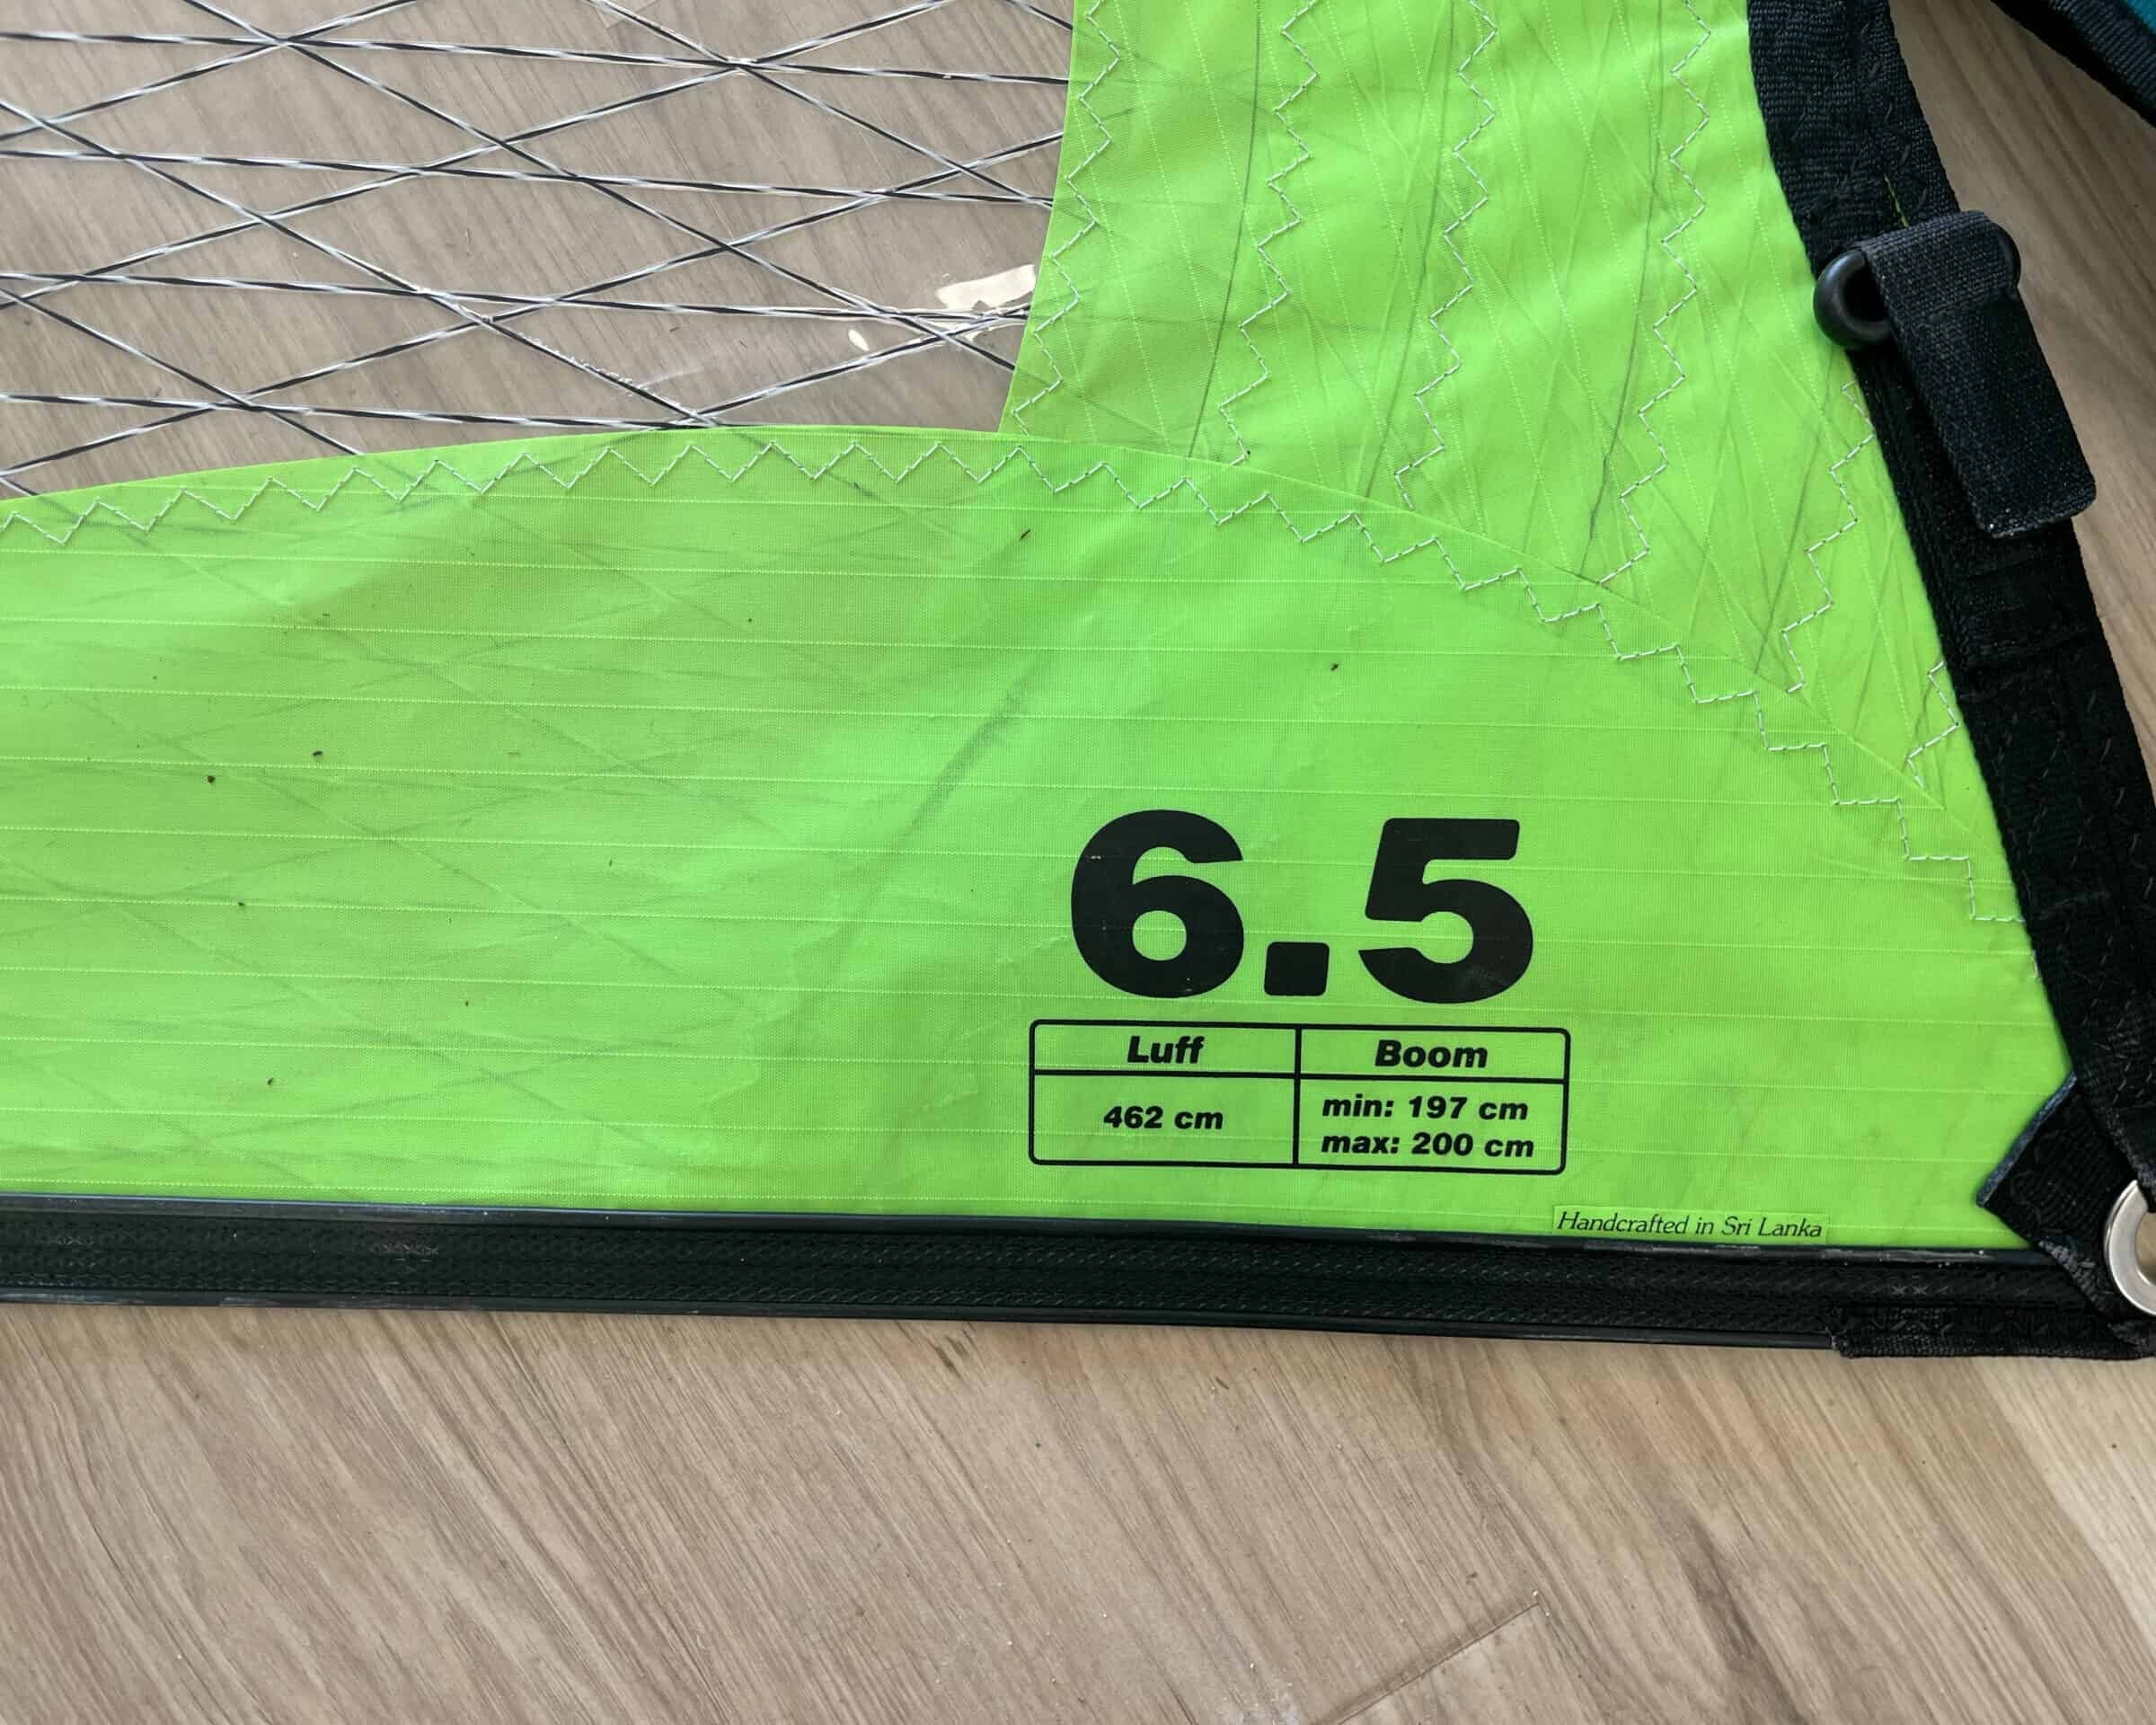 6.5
Luff Boom
462 cm min: 197 cm
max: 200 cm
Handcrafted in Sri Lanka